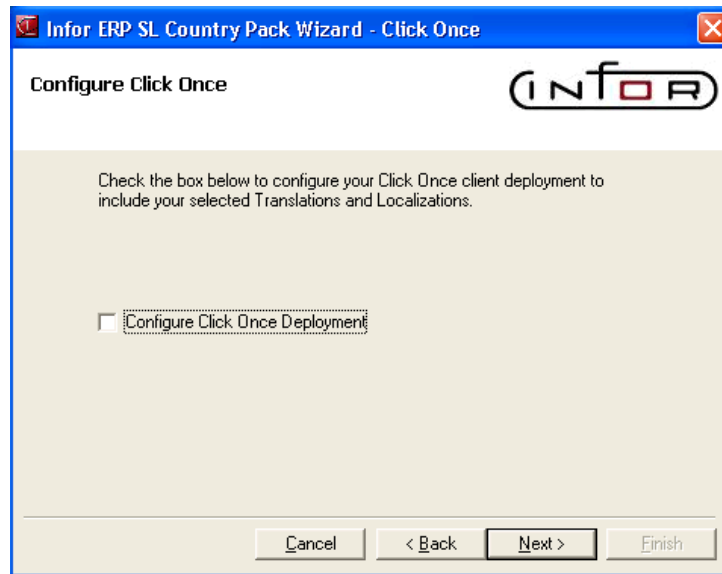 Infor ERP SL Country Pack Wizard - Click Once
Configure Click Once
infor
Check the box below to configure your Click Once client deployment to
include your selected Translations and Localizations.
Configure Click Once Deployment
Cancel
< Back
Next >
Finish